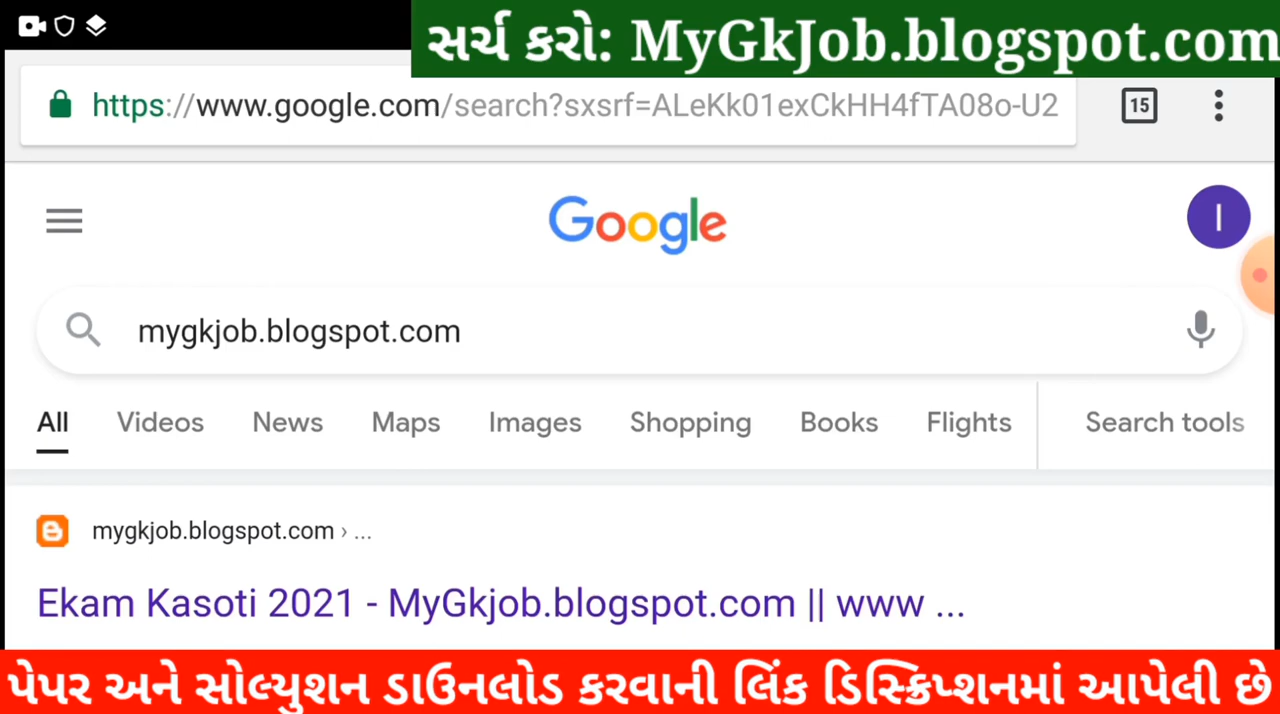 સર્ચ કરો: MyGkJob.blogspot.com
https://www.google.com/search?sxsrf=ALeKk01exCkHH4fTA08o-U2
15
Google
I
mygkjob.blogspot.com
All Videos News Maps Images Shopping Books Flights Search tools
mygkjob.blogspot.com › ...
Ekam Kasoti 2021 - MyGkjob.blogspot.com || www ...
પેપર અને સોલ્યુશન ડાઉનલોડ કરવાની લિંક ડિસ્ક્રિપ્શનમાં આપેલી છે